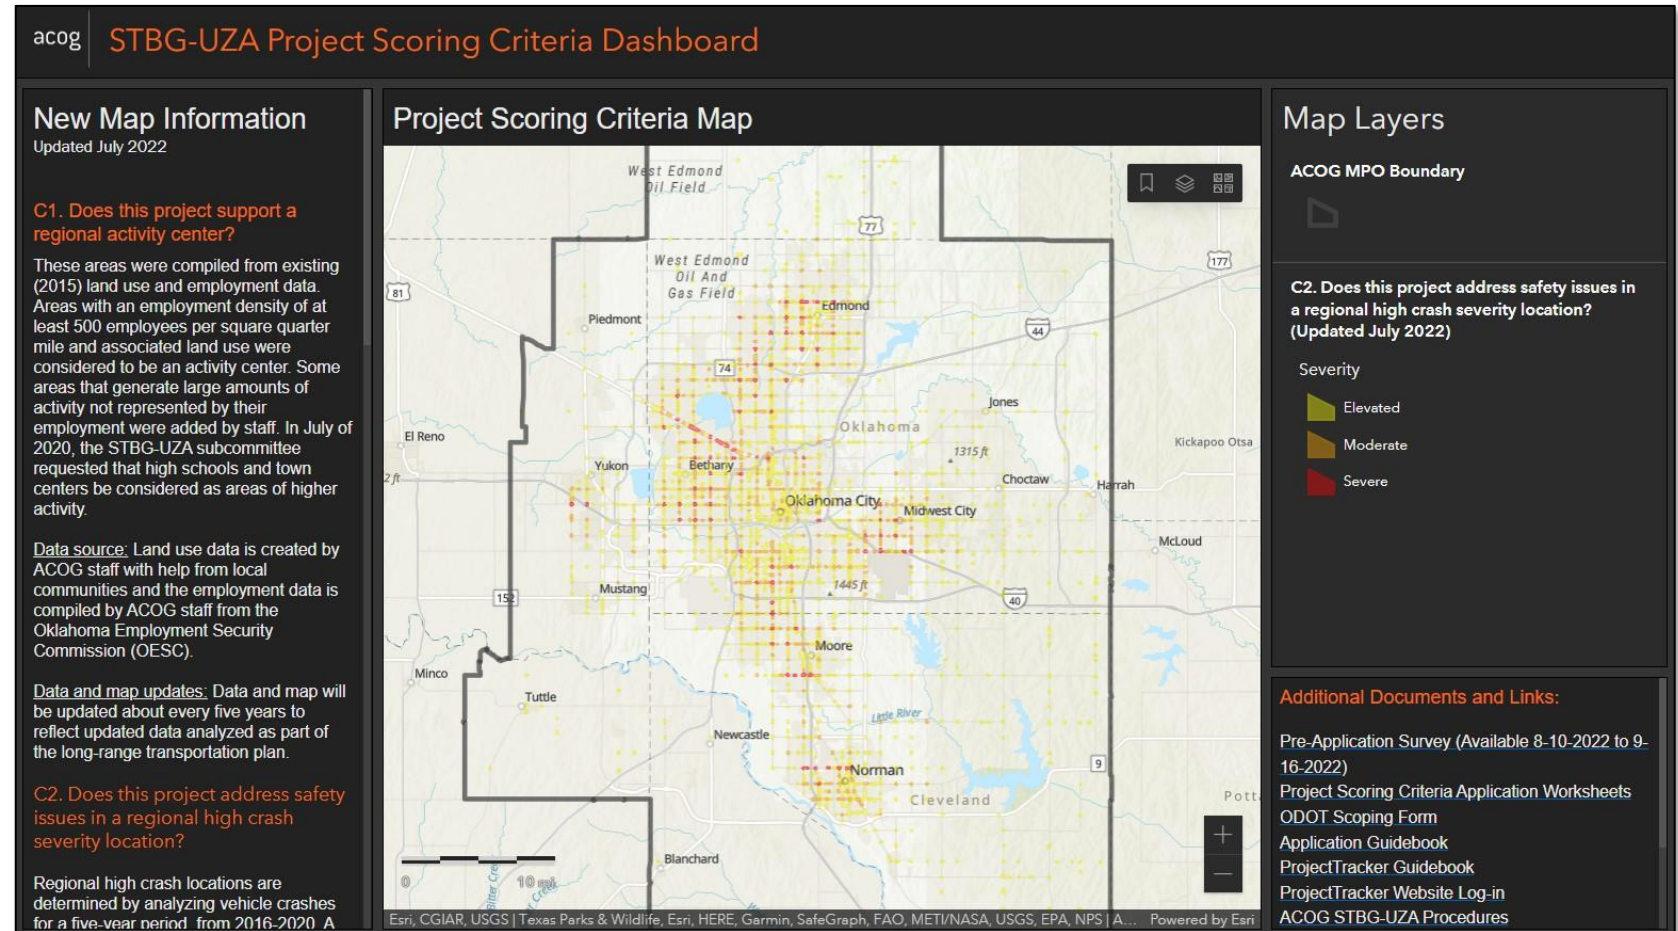 acog
STBG-UZA Project Scoring Criteria Dashboard
New Map Information
Updated July 2022
C1. Does this project support a
regional activity center?
These areas were compiled from existing
(2015) land use and employment data.
Areas with an employment density of at
least 500 employees per square quarter
mile and associated land use were
considered to be an activity center. Some
areas that generate large amounts of
activity not represented by their
employment were added by staff. In July of
2020, the STBG-UZA subcommittee
requested that high schools and town
centers be considered as areas of higher
activity.
Data source: Land use data is created by
ACOG staff with help from local
communities and the employment data is
compiled by ACOG staff from the
Oklahoma Employment Security
Commission (OESC).
Data and map updates: Data and map will
be updated about every five years to
reflect updated data analyzed as part of
the long-range transportation plan.
C2. Does this project address safety
issues in a regional high crash
severity location?
Regional high crash locations are
determined by analyzing vehicle crashes
for a five-year period, from 2016-2020. A
Project Scoring Criteria Map
West Edmond
Oil Field
77
West Edmond
Oil And
Gas Field
177
81
Edmond
Piedmont
44
74
Jones
Oklahoma
El Reno
Kickapoo Otsa
1315 ft
Yukon
Bethany
2 ft
Choctaw
Harrah
Oklahoma City
Midwest City
McLoud
1445 ft
Mustang
152
40
Moore
Minco
Tuttle
Little River
Newcastle
9
Norman
Cleveland
Potta
Blanchard
Bitter Cree
0
10 mi
Esri, CGIAR, USGS | Texas Parks & Wildlife, Esri, HERE, Garmin, SafeGraph, FAO, METI/NASA, USGS, EPA, NPS | A...
Powered by Esri
Map Layers
ACOG MPO Boundary
C2. Does this project address safety issues in
a regional high crash severity location?
(Updated July 2022)
Severity
Elevated
Moderate
Severe
Additional Documents and Links:
Pre-Application Survey (Available 8-10-2022 to 9-
16-2022)
Project Scoring Criteria Application Worksheets
ODOT Scoping Form
Application Guidebook
ProjectTracker Guidebook
ProjectTracker Website Log-in
ACOG STBG-UZA Procedures